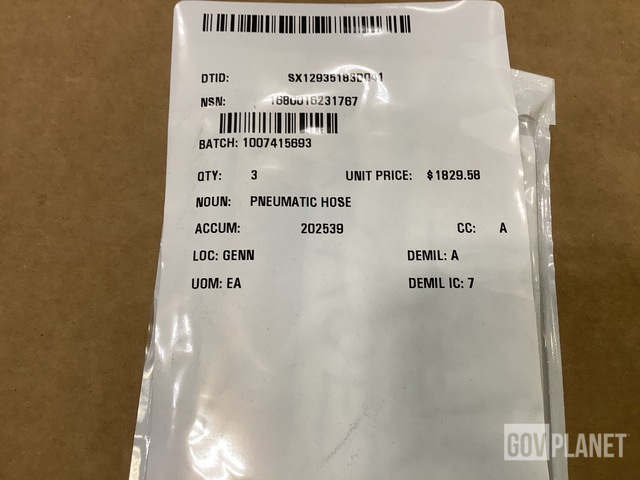 DTID: SX12935183D041
NSN: 1680016231767
BATCH: 1007415693
QTY: 3 UNIT PRICE: $1829.58
NOUN: PNEUMATIC HOSE
ACCUM: 202539 CC: A
LOC: GENN DEMIL: A
UOM: EA DEMIL IC: 7
GOVPLANET